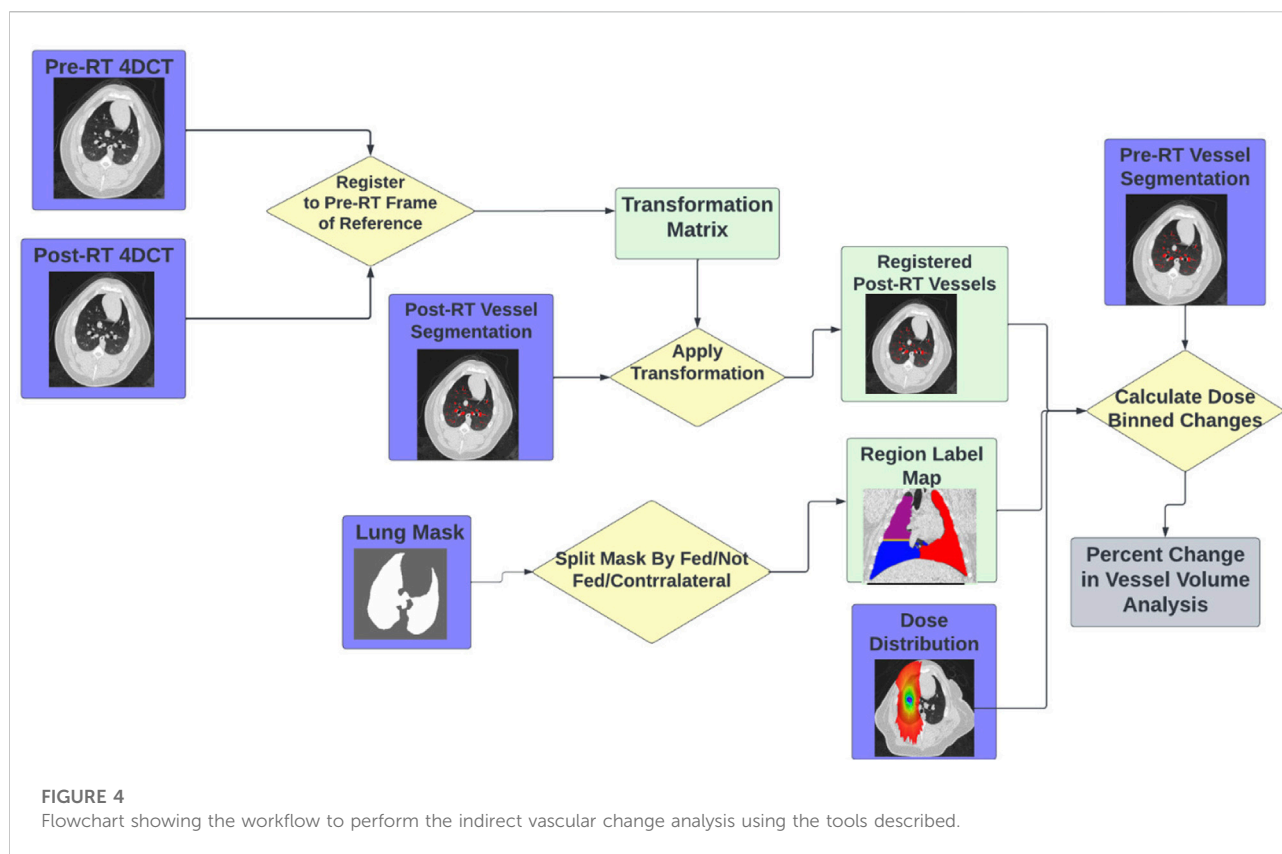 Pre-RT 4DCT
Post-RT 4DCT
Register
to Pre-RT Frame
of Reference
Transformation
Matrix
Post-RT Vessel
Segmentation
Apply
Transformation
Registered
Post-RT Vessels
Pre-RT Vessel
Segmentation
Calculate Dose
Binned Changes
Lung Mask
Split Mask By Fed/Not
Fed/Contrralateral
Region Label
Map
Dose
Distribution
Percent Change
in Vessel Volume
Analysis
FIGURE 4
Flowchart showing the workflow to perform the indirect vascular change analysis using the tools described.